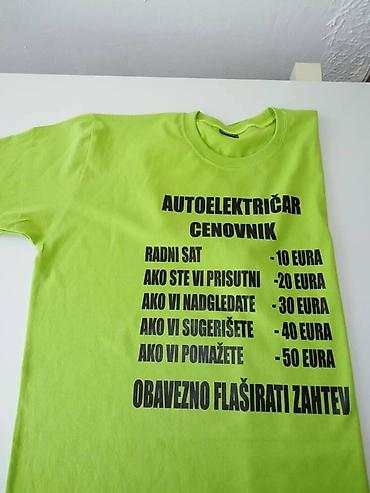 AUTOELEKTRIČAR
CENOVNIK
RADNI SAT - 10 EURA
AKO STE VI PRISUTNI -20 EURA
AKO VI NADGLEDATE - 30 EURA
AKO VI SUGERIŠETE - 40 EURA
AKO VI POMAŽETE - 50 EURA
OBAVEZNO FLAŠIRATI ZAHTEV